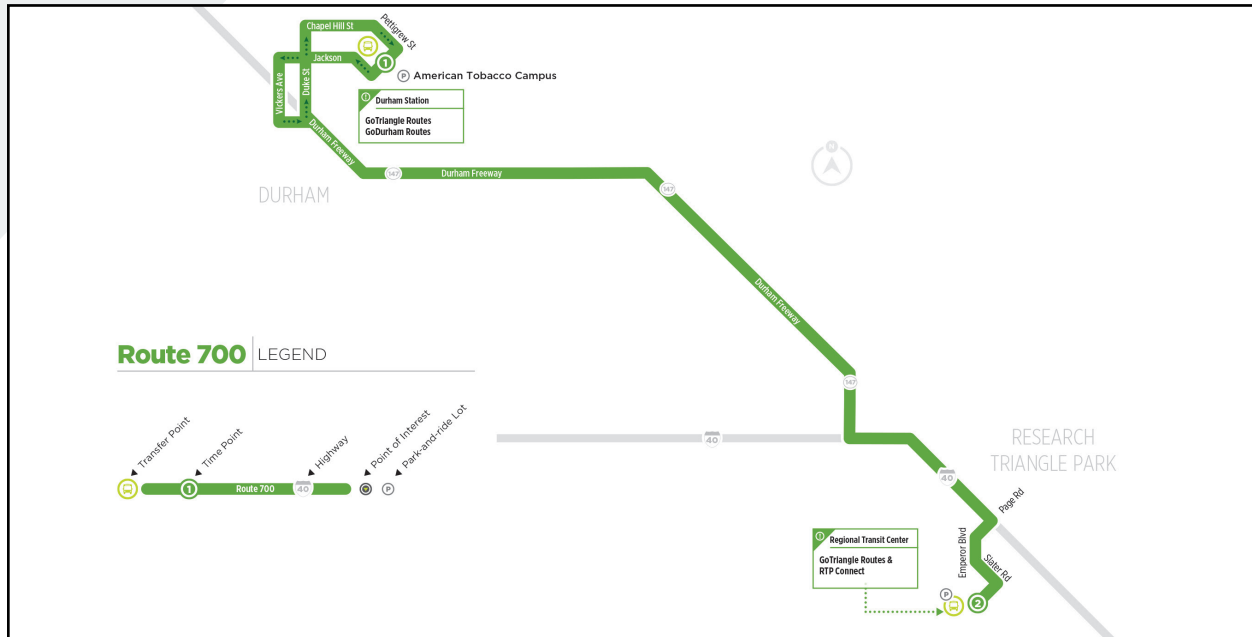 Chapel Hill St
Pettigrew St
Jackson
1
P American Tobacco Campus
Vickers Ave
Duke St
Durham Station
GoTriangle Routes
GoDurham Routes
Durham Freeway
147
Durham Freeway
147
N
DURHAM
Durham Freeway
147
Route 700 LEGEND
Transfer Point
Time Point
Highway
Point of Interest
Park-and-ride Lot
1
Route 700
40
P
40
RESEARCH
TRIANGLE PARK
40
Page Rd
Emperor Blvd
Slater Rd
Regional Transit Center
GoTriangle Routes &
RTP Connect
P
2